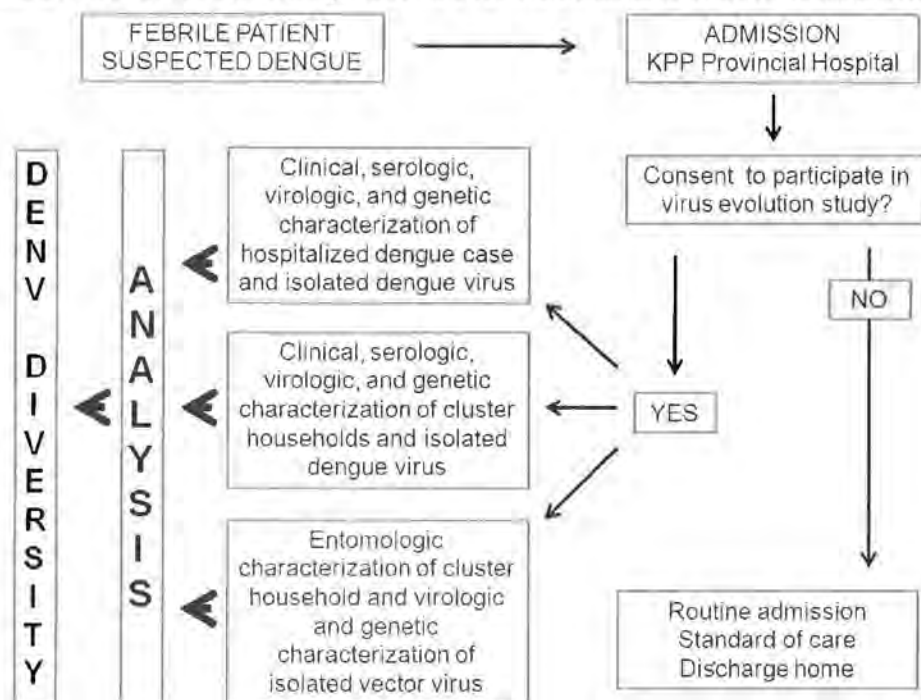 FEBRILE PATIENT
SUSPECTED DENGUE
ADMISSION
KPP Provincial Hospital
Consent to participate in
virus evolution study?
NO
YES
Clinical, serologic,
virologic, and genetic
characterization of
hospitalized dengue case
and isolated dengue virus
Clinical, serologic,
virologic, and genetic
characterization of cluster
households and isolated
dengue virus
Entomologic
characterization of cluster
household and virologic
and genetic
characterization of
isolated vector virus
Routine admission
Standard of care
Discharge home
ANALYSIS
DENV DIVERSITY